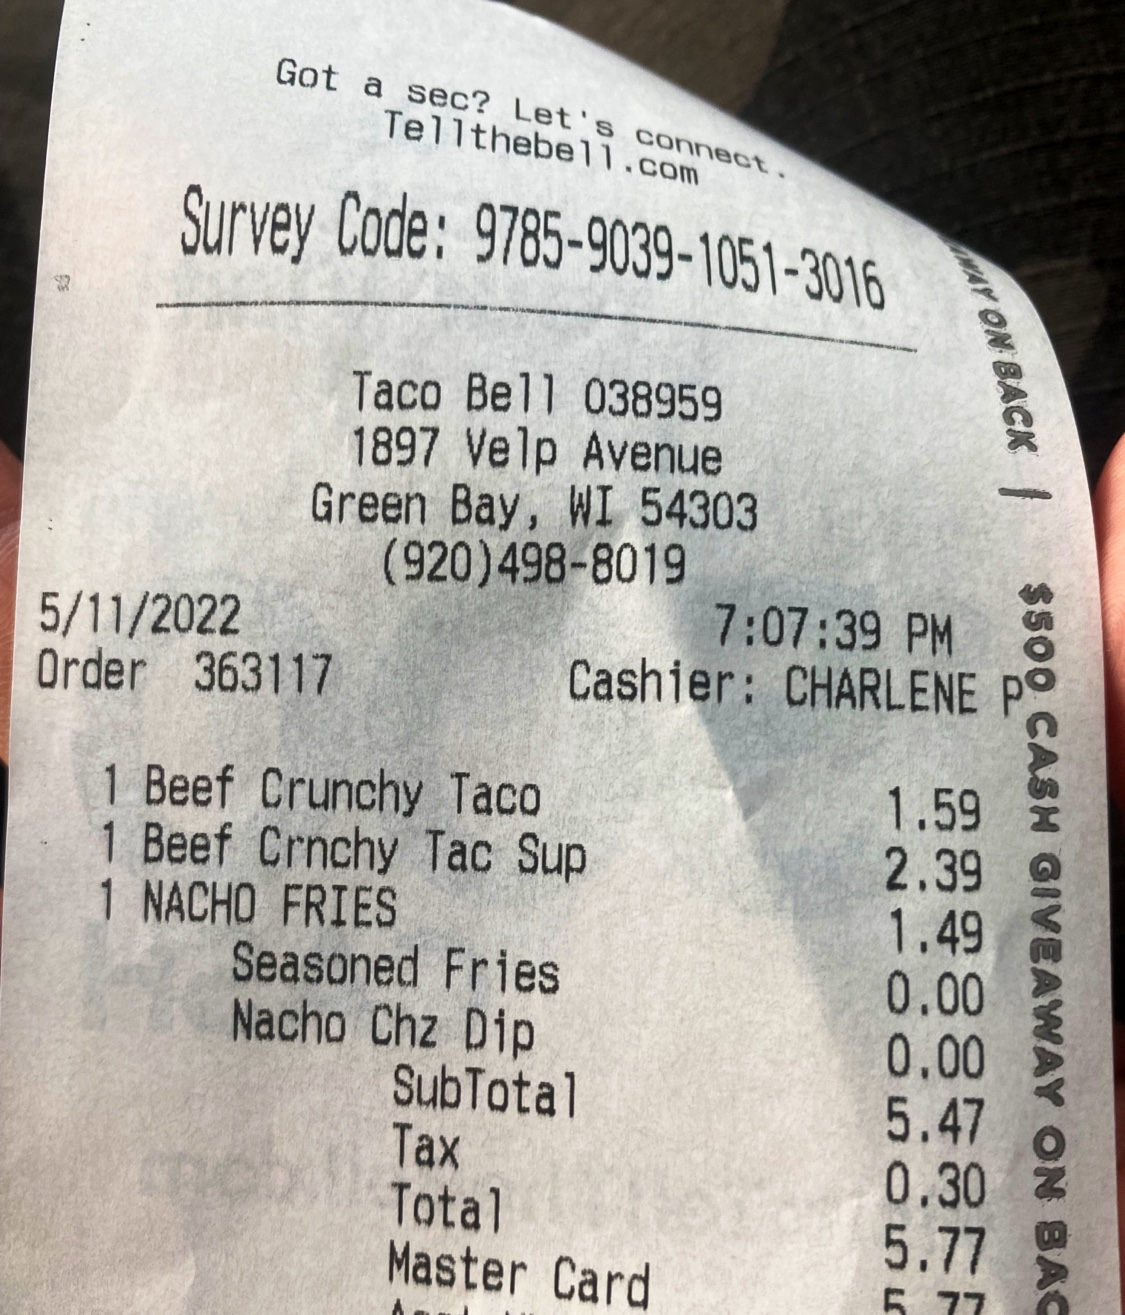 Got a sec? Let's connect.
Tellthebell.com
Survey Code: 9785-9039-1051-3016
Taco Bell 038959
1897 Velp Avenue
Green Bay, WI 54303
(920)498-8019
5/11/2022 7:07:39 PM
Order 363117 Cashier: CHARLENE P
1 Beef Crunchy Taco 1.59
1 Beef Crnchy Tac Sup 2.39
1 NACHO FRIES 1.49
Seasoned Fries 0.00
Nacho Chz Dip 0.00
SubTotal 5.47
Tax 0.30
Total 5.77
Master Card 5.77
ON BACK | $500 CASH GIVEAWAY ON